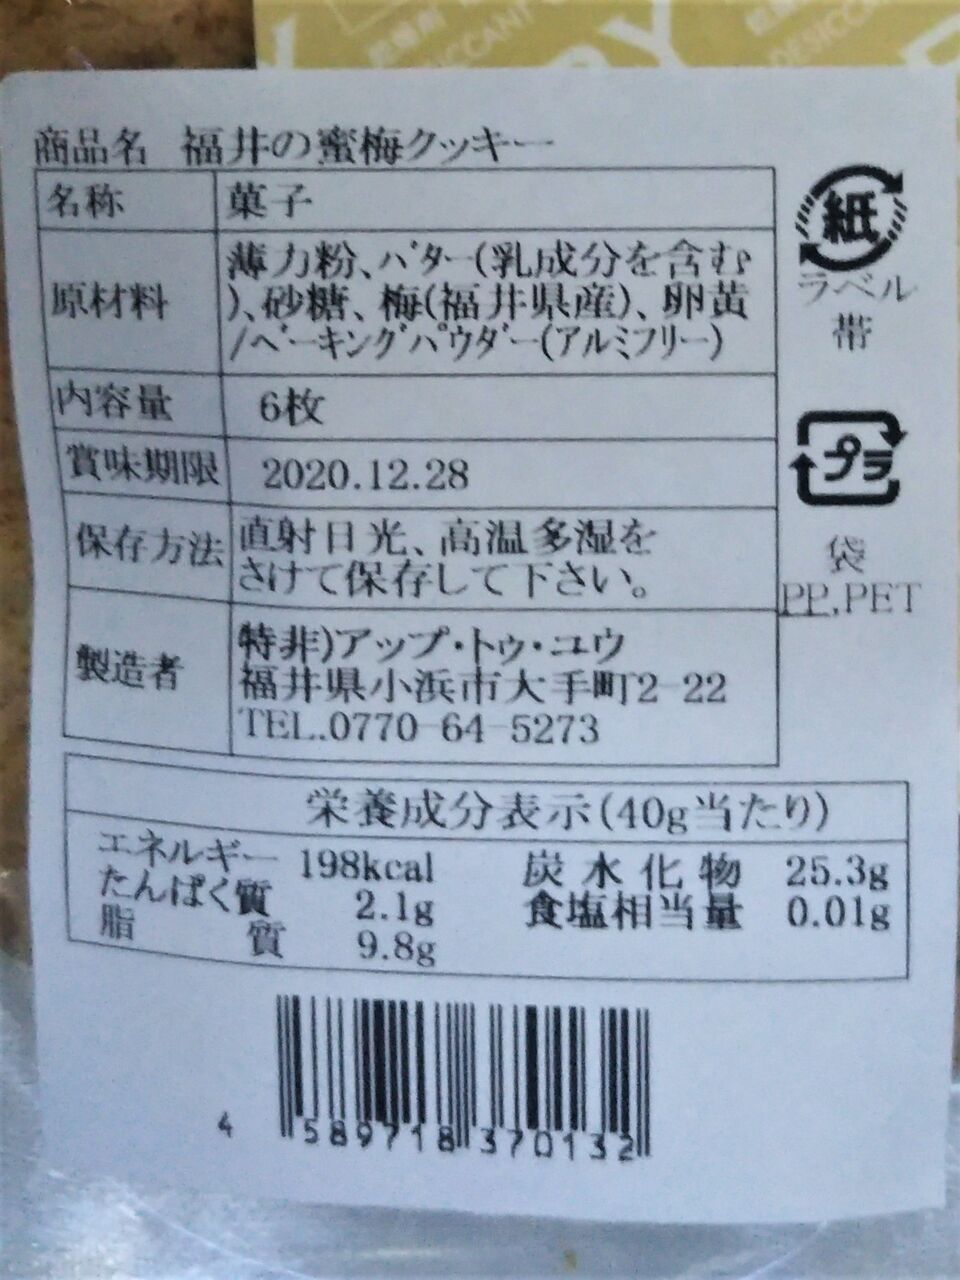 乾燥剤
DESICCANT
DESICCANT
商品名 福井の蜜梅クッキー
名称 菓子
原材料 薄力粉、バター(乳成分を含む
)、砂糖、梅(福井県産)、卵黄
/ベーキングパウダー(アルミフリー)
内容量 6枚
賞味期限 2020.12.28
保存方法 直射日光、高温多湿を
さけて保存して下さい。
製造者 特非)アップ・トゥ・ユウ
福井県小浜市大手町2-22
TEL.0770-64-5273
紙
ラベル
帯
プラ
袋
PP,PET
栄養成分表示(40g当たり)
エネルギー 198kcal 炭水化物 25.3g
たんぱく質 2.1g 食塩相当量 0.01g
脂質 9.8g
4 589718 370132